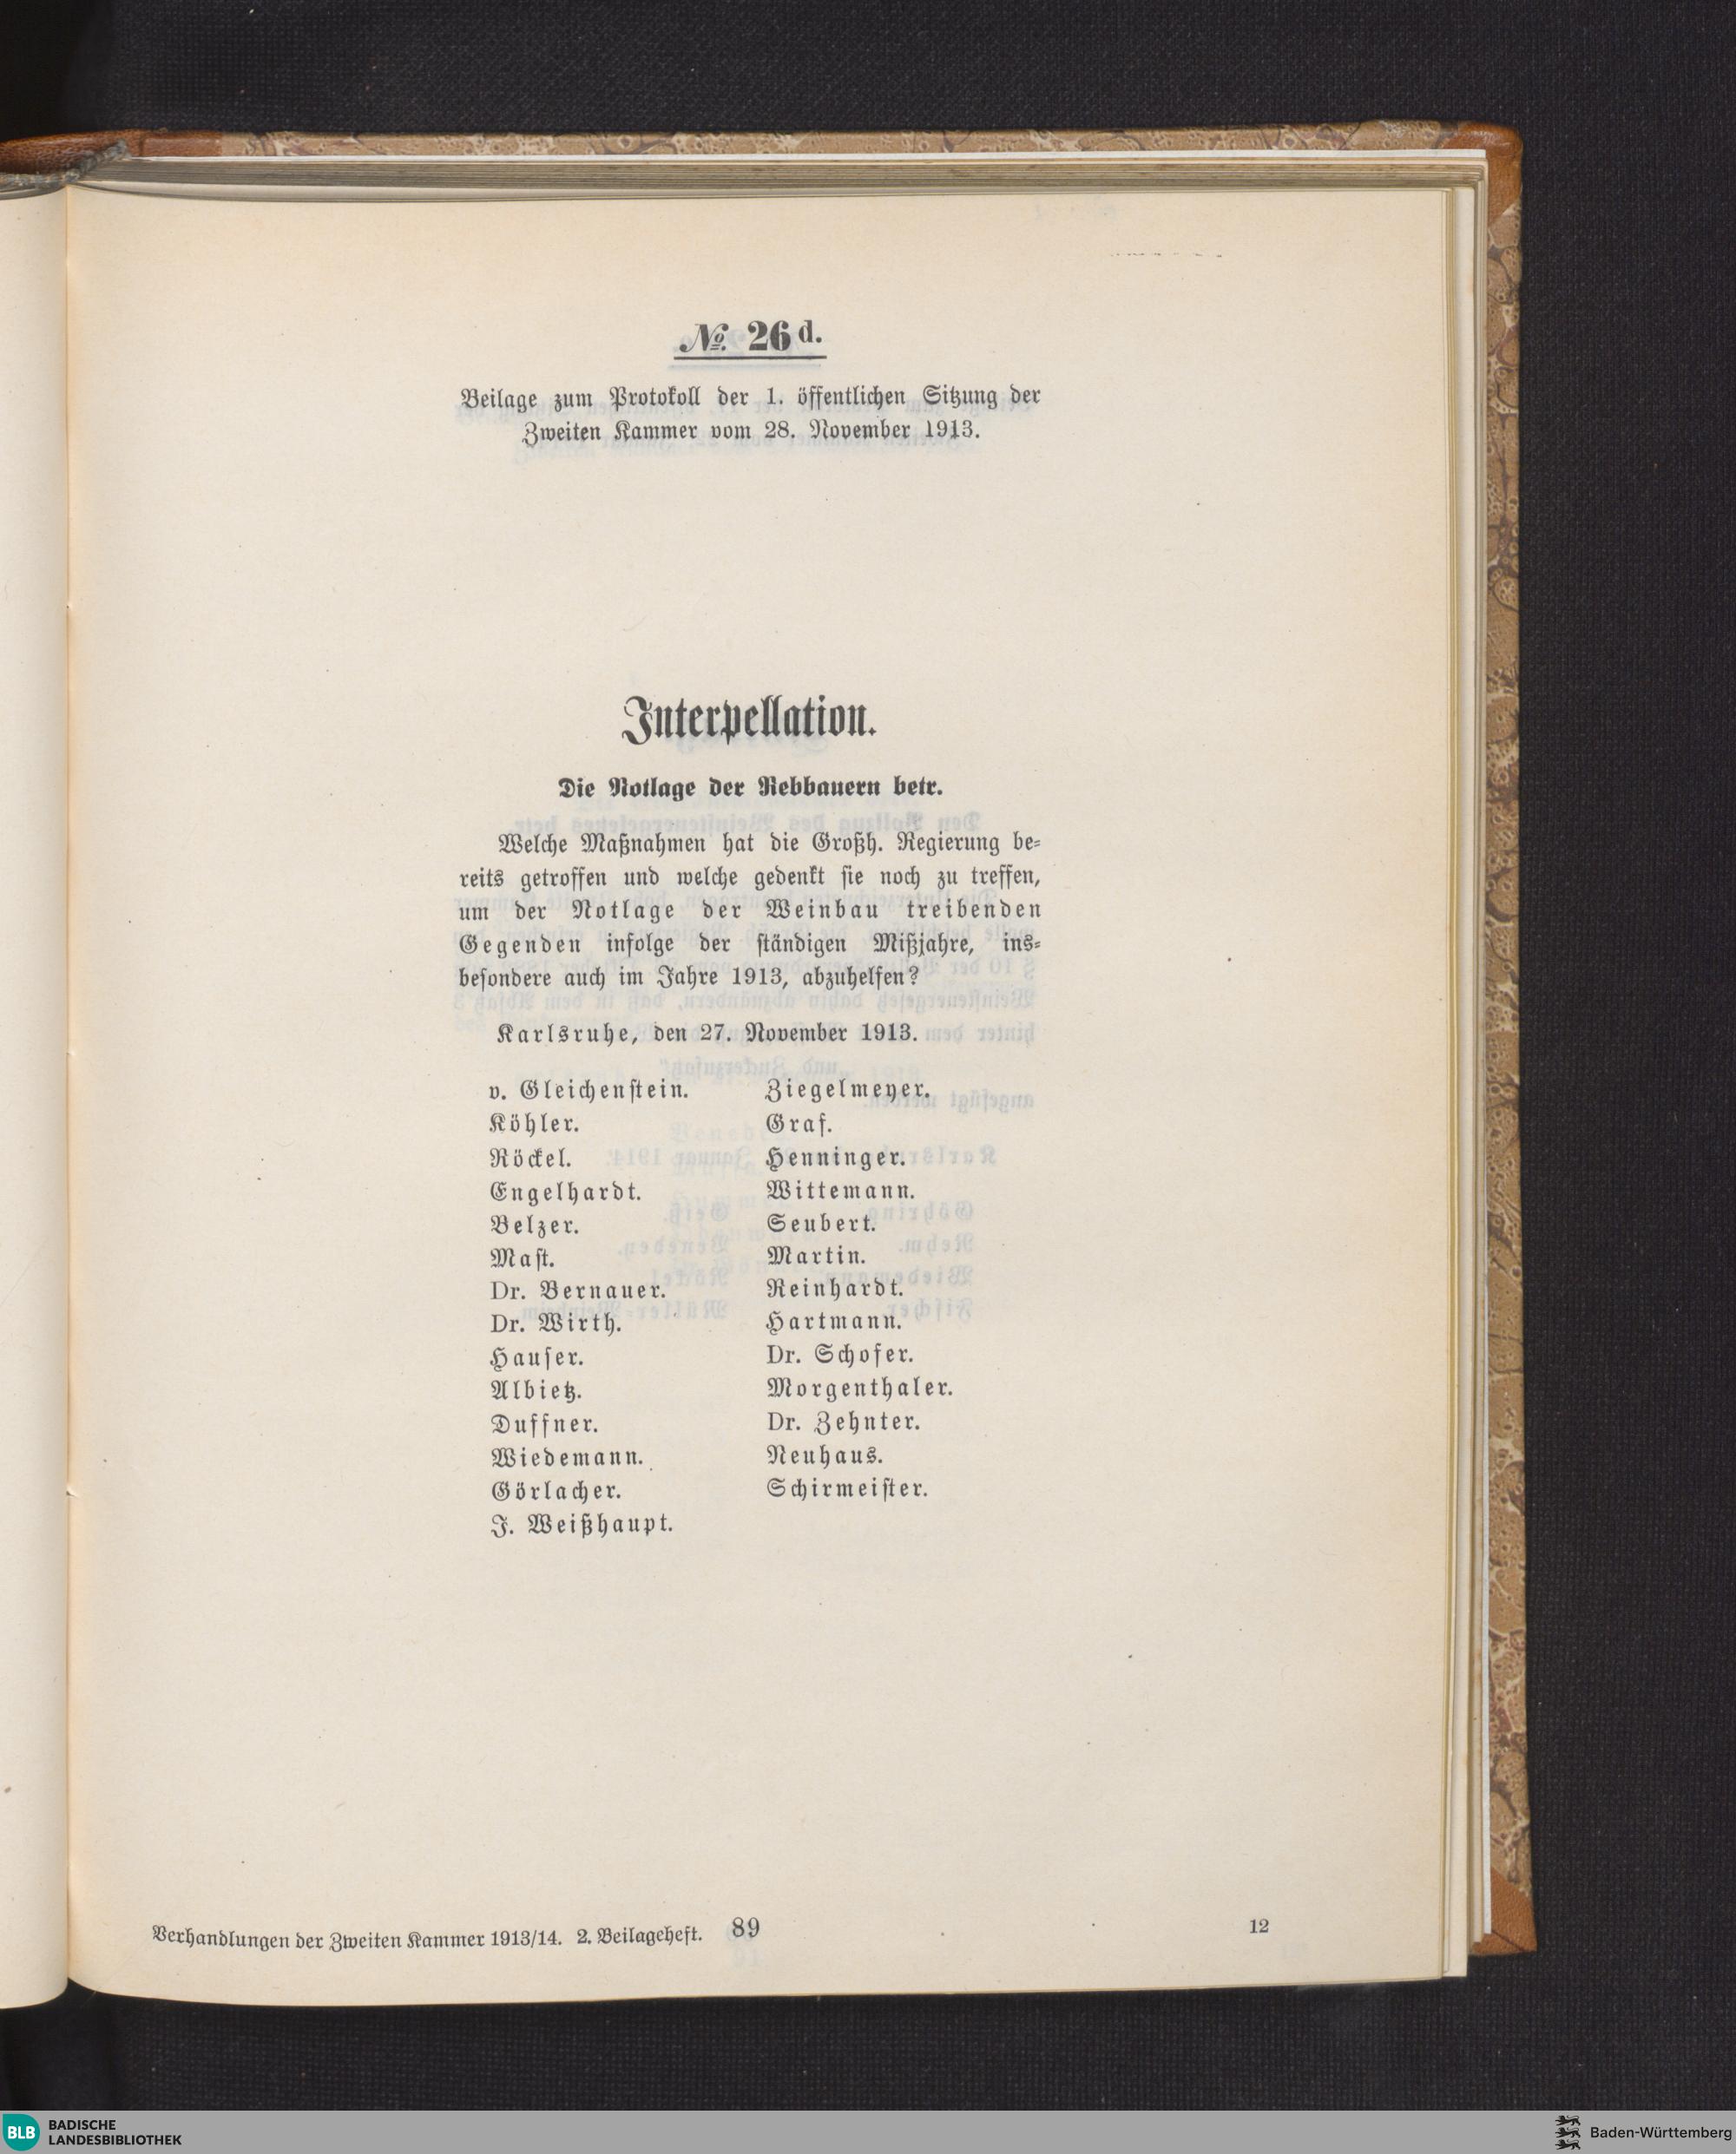 № 26 d.
Beilage zum Protokoll der 1. öffentlichen Sitzung der
Zweiten Kammer vom 28. November 1913.
Interpellation.
Die Notlage der Rebbauern betr.
Welche Maßnahmen hat die Großh. Regierung be-
reits getroffen und welche gedenkt sie noch zu treffen,
um der Notlage der Weinbau treibenden
Gegenden infolge der ständigen Mißjahre, ins-
besondere auch im Jahre 1913, abzuhelfen?
Karlsruhe, den 27. November 1913.
v. Gleichenstein.
Köhler.
Röckel.
Engelhardt.
Belzer.
Mast.
Dr. Bernauer.
Dr. Wirth.
Hauser.
Albietz.
Duffner.
Wiedemann.
Görlacher.
J. Weißhaupt.
Ziegelmeyer.
Graf.
Henninger.
Wittemann.
Seubert.
Martin.
Reinhardt.
Hartmann.
Dr. Schofer.
Morgenthaler.
Dr. Zehnter.
Neuhaus.
Schirmeister.
Verhandlungen der Zweiten Kammer 1913/14. 2. Beilageheft. 89 12
BLB BADISCHE
LANDESBIBLIOTHEK
Baden-Württemberg